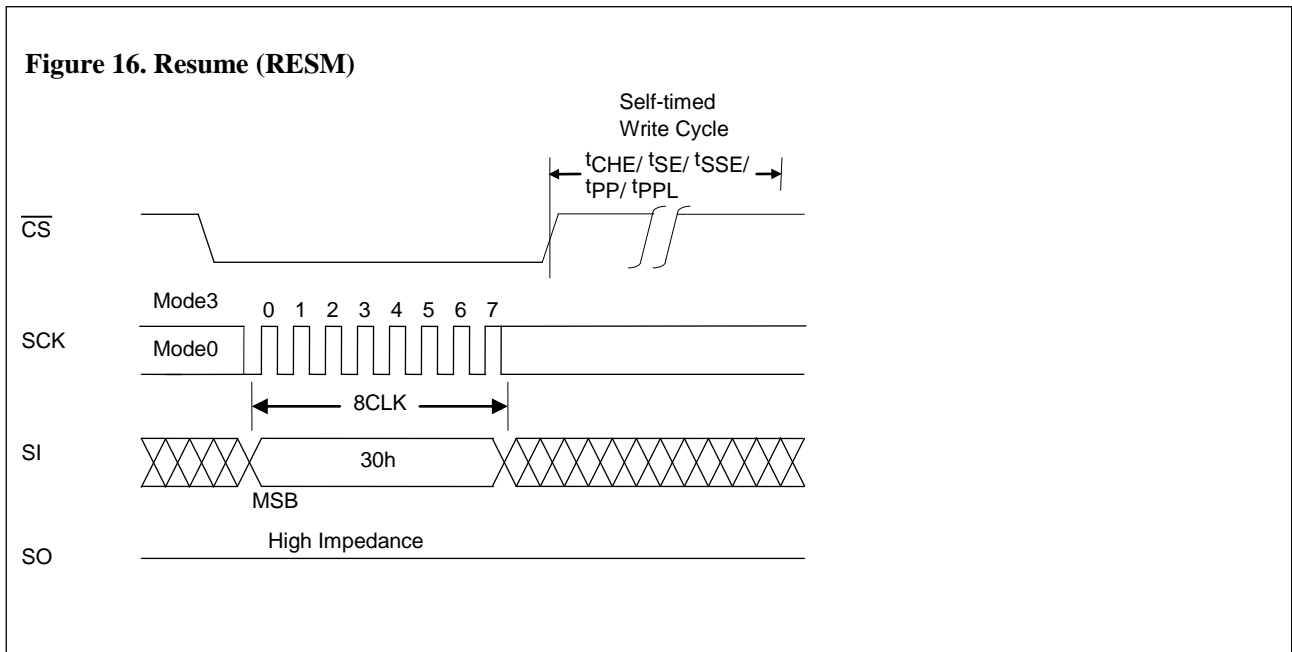 Figure 16. Resume (RESM)
Self-timed
Write Cycle
tCHE/ tSE/ tSSE/
tPP/ tPPL
CS
Mode3
0 1 2 3 4 5 6 7
SCK
Mode0
8CLK
SI
30h
MSB
High Impedance
SO